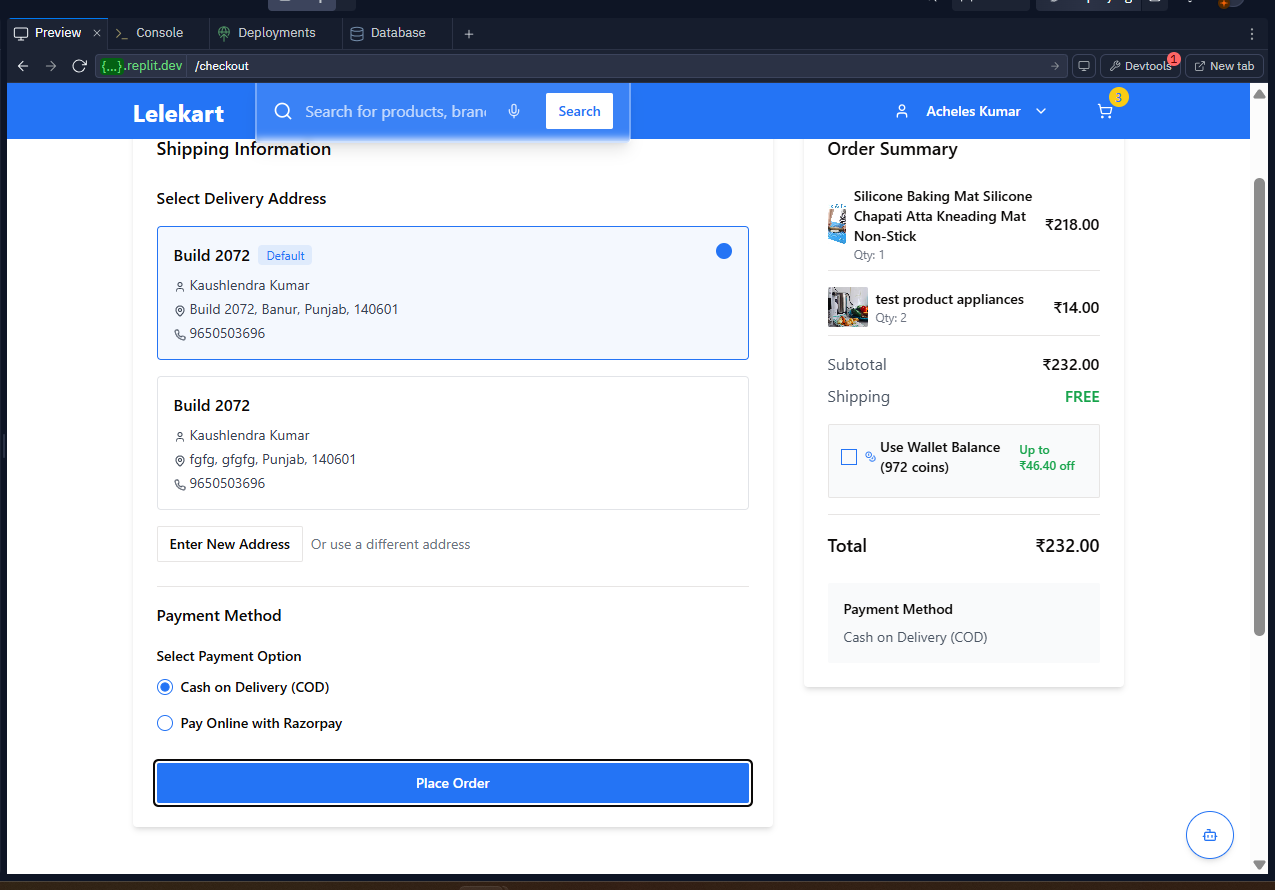 Preview
Console
Deployments
Database
{...}.replit.dev /checkout
Devtools 1
New tab
Lelekart
Search for products, bran
Search
Acheles Kumar
3
Shipping Information
Select Delivery Address
Build 2072 Default
Kaushlendra Kumar
Build 2072, Banur, Punjab, 140601
9650503696
Build 2072
Kaushlendra Kumar
fgfg, gfgfg, Punjab, 140601
9650503696
Enter New Address Or use a different address
Payment Method
Select Payment Option
Cash on Delivery (COD)
Pay Online with Razorpay
Place Order
Order Summary
Silicone Baking Mat Silicone
Chapati Atta Kneading Mat
Non-Stick
₹218.00
Qty: 1
test product appliances
₹14.00
Qty: 2
Subtotal ₹232.00
Shipping FREE
Use Wallet Balance
(972 coins)
Up to
₹46.40 off
Total ₹232.00
Payment Method
Cash on Delivery (COD)